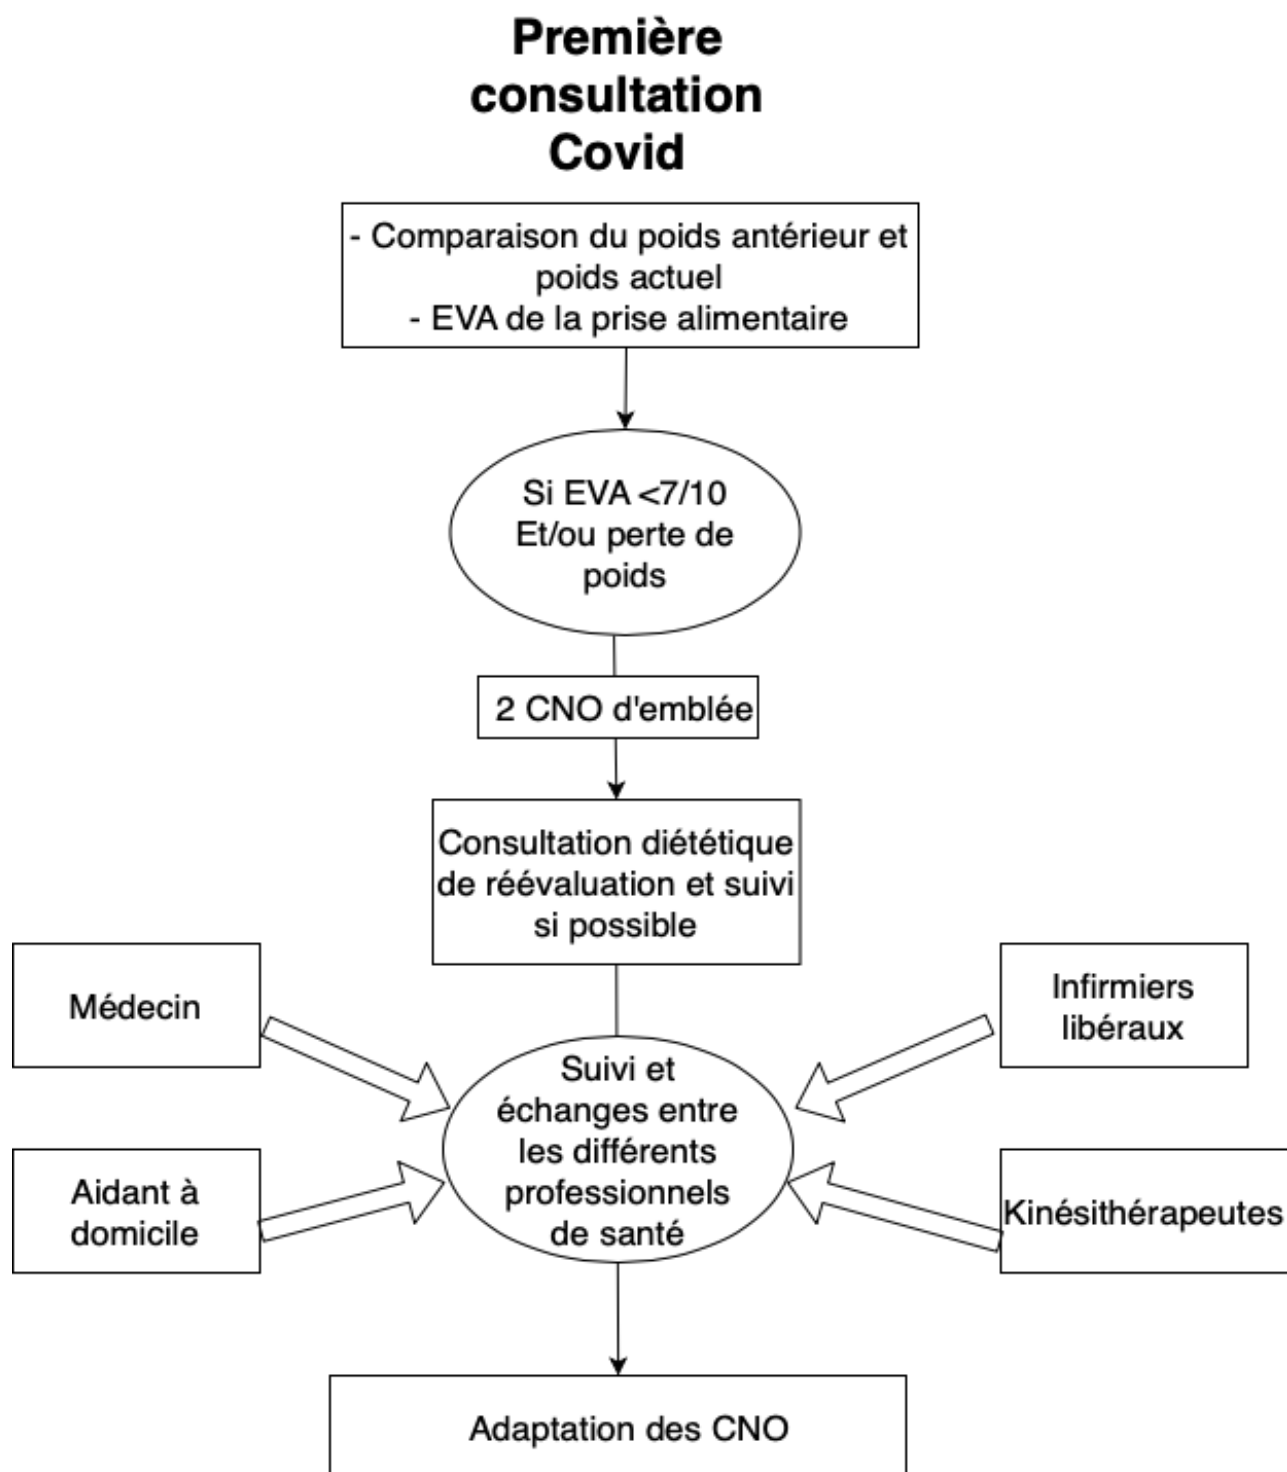 Première
consultation
Covid
- Comparaison du poids antérieur et
poids actuel
- EVA de la prise alimentaire
Si EVA <7/10
Et/ou perte de
poids
2 CNO d'emblée
Consultation diététique
de réévaluation et suivi
si possible
Médecin
Infirmiers
libéraux
Suivi et
échanges entre
les différents
professionnels
de santé
Aidant à
domicile
Kinésithérapeutes
Adaptation des CNO